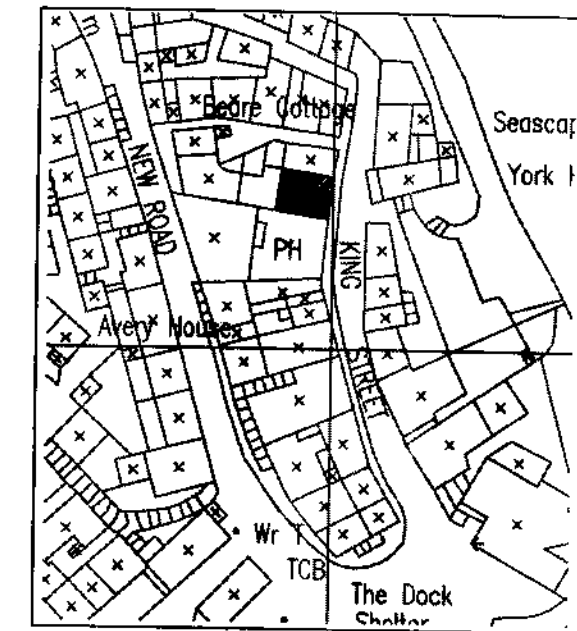 Beare Cottage
Seascap
York H
NEW ROAD
PH
KING STREET
Avery Houses
Wr T
TCB
The Dock
Shelter